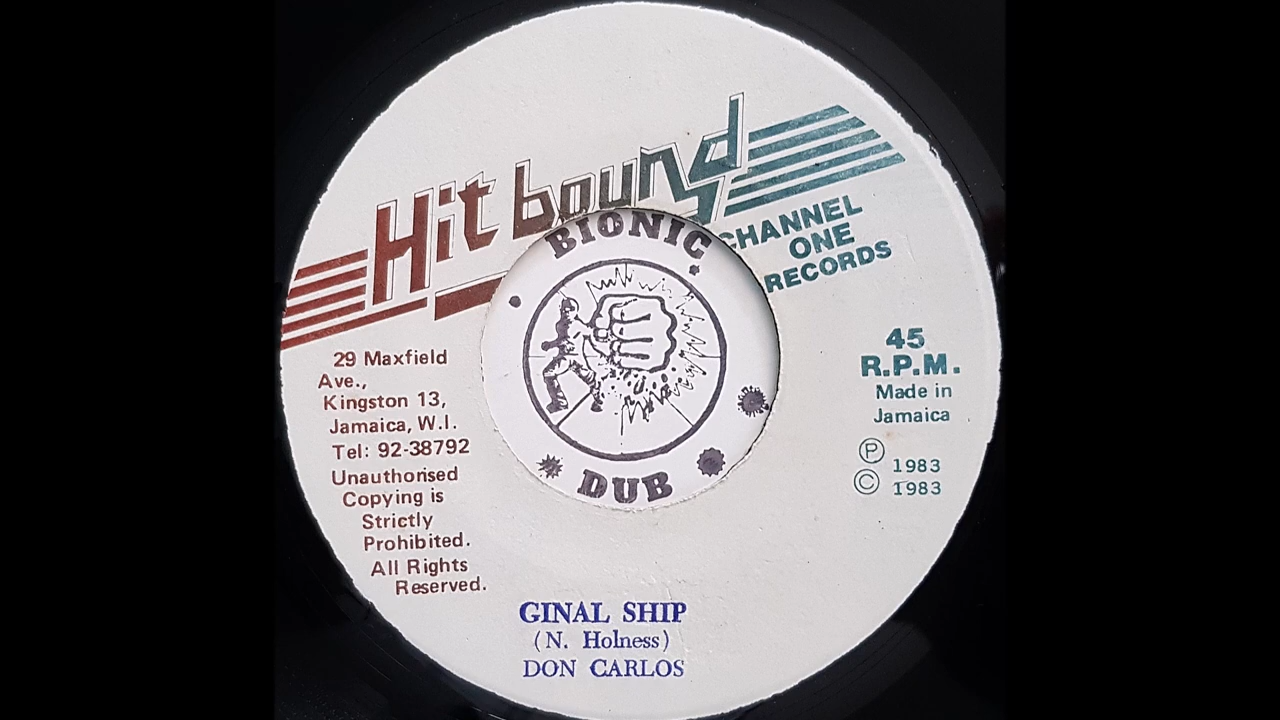 Hit bound
CHANNEL
ONE
RECORDS
BIONIC
DUB
29 Maxfield
Ave.,
Kingston 13,
Jamaica, W.I.
Tel: 92-38792
Unauthorised
Copying is
Strictly
Prohibited.
All Rights
Reserved.
45
R.P.M.
Made in
Jamaica
Ⓟ 1983
© 1983
GINAL SHIP
(N. Holness)
DON CARLOS